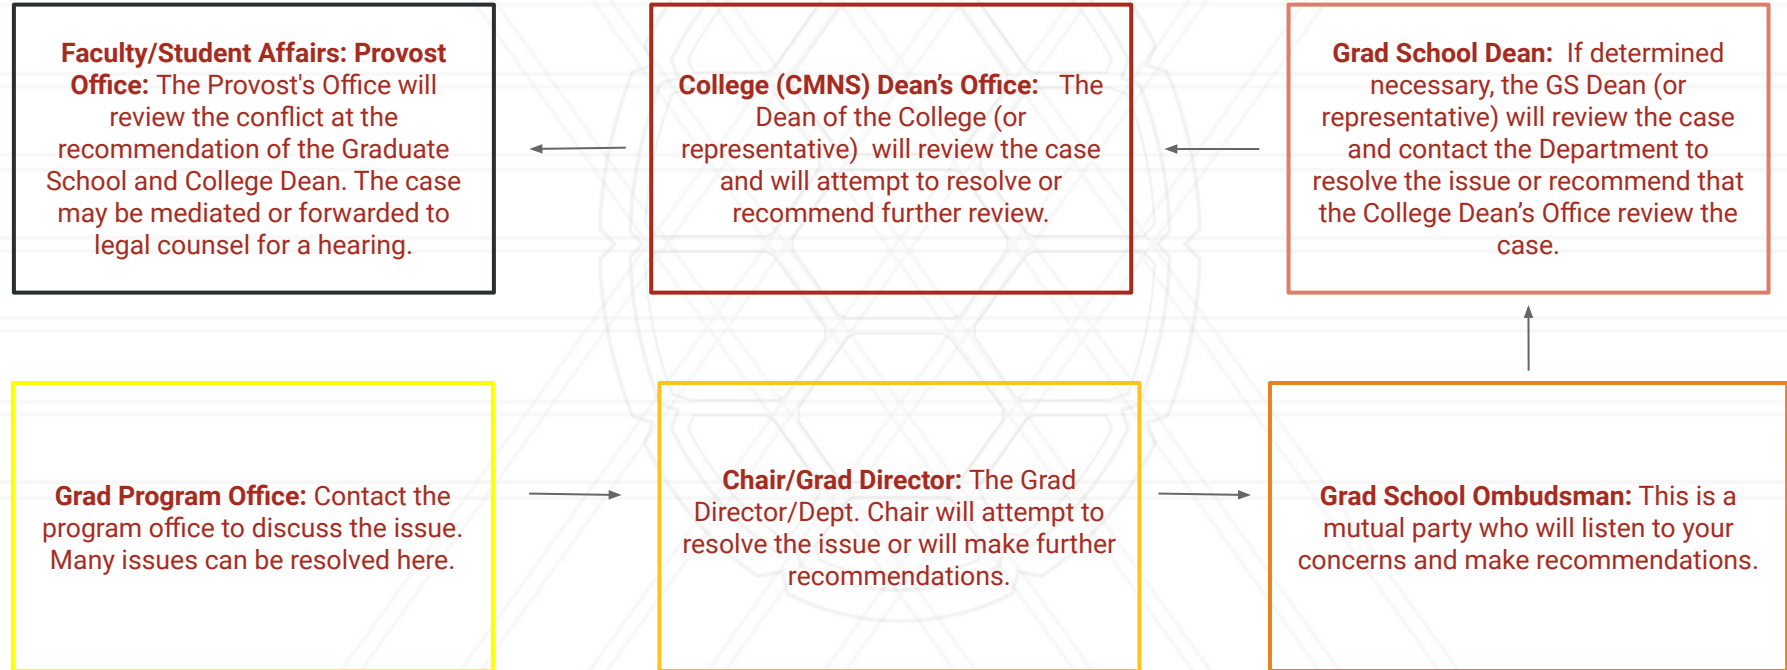 Faculty/Student Affairs: Provost
Office: The Provost's Office will
review the conflict at the
recommendation of the Graduate
School and College Dean. The case
may be mediated or forwarded to
legal counsel for a hearing.
College (CMNS) Dean’s Office: The
Dean of the College (or
representative) will review the case
and will attempt to resolve or
recommend further review.
Grad School Dean: If determined
necessary, the GS Dean (or
representative) will review the case
and contact the Department to
resolve the issue or recommend that
the College Dean’s Office review the
case.
Grad Program Office: Contact the
program office to discuss the issue.
Many issues can be resolved here.
Chair/Grad Director: The Grad
Director/Dept. Chair will attempt to
resolve the issue or will make further
recommendations.
Grad School Ombudsman: This is a
mutual party who will listen to your
concerns and make recommendations.